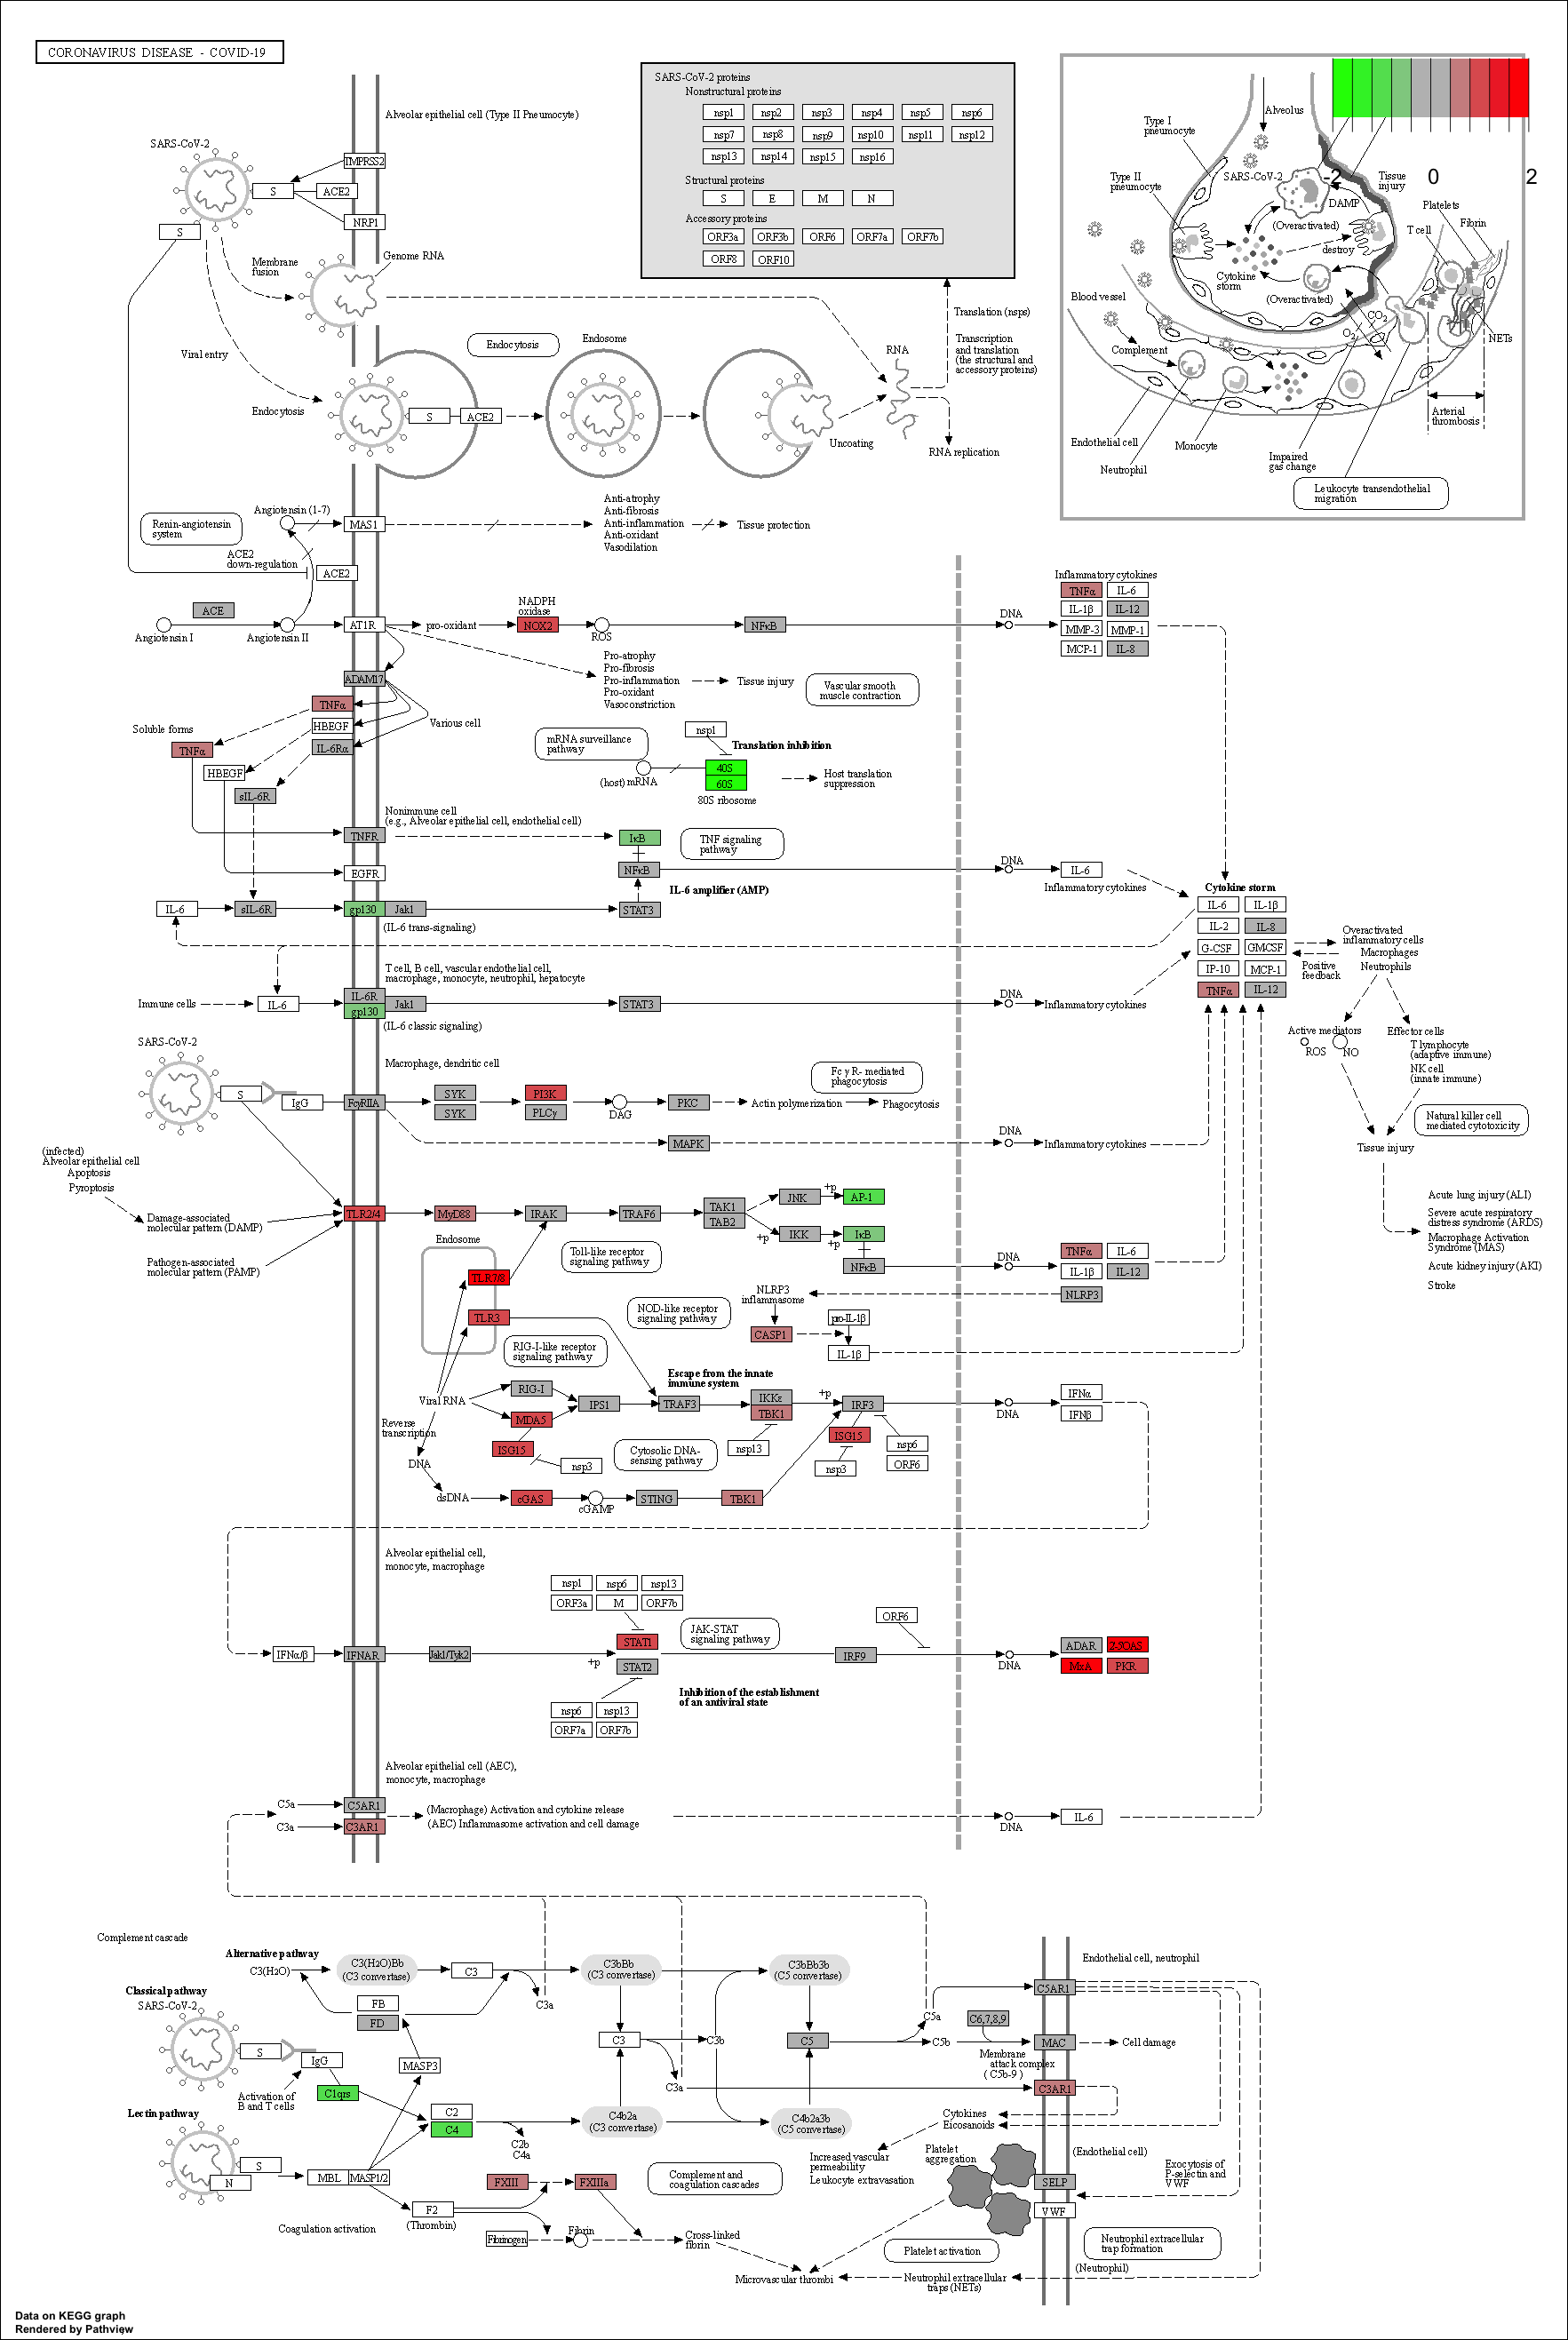 CORONAVIRUS DISEASE - COVID-19
Alveolar epithelial cell (Type II Pneumocyte)
SARS-CoV-2
S
TMPRSS2
ACE2
NRP1
S
Membrane
fusion
Genome RNA
Viral entry
Endocytosis
Endocytosis
Endosome
S
ACE2
Uncoating
RNA
RNA replication
SARS-CoV-2 proteins
Nonstructural proteins
nsp1 nsp2 nsp3 nsp4 nsp5 nsp6
nsp7 nsp8 nsp9 nsp10 nsp11 nsp12
nsp13 nsp14 nsp15 nsp16
Structural proteins
S E M N
Accessory proteins
ORF3a ORF3b ORF6 ORF7a ORF7b
ORF8 ORF10
Translation (nsps)
Transcription
and translation
(the structural and
accessory proteins)
-2 0 2
Alveolus
Type I
pneumocyte
Type II
pneumocyte
SARS-CoV-2
DAMP
Tissue
injury
Platelets
Fibrin
T cell
(Overactivated)
destroy
Cytokine
storm
(Overactivated)
Blood vessel
CO2
O2
NETs
Complement
Arterial
thrombosis
Endothelial cell
Neutrophil
Monocyte
Impaired
gas change
Leukocyte transendothelial
migration
Renin-angiotensin
system
Angiotensin (1-7)
MAS1
Anti-atrophy
Anti-fibrosis
Anti-inflammation
Anti-oxidant
Vasodilation
Tissue protection
ACE2
down-regulation
ACE2
ACE
Angiotensin I
Angiotensin II
AT1R
pro-oxidant
NADPH
oxidase
NOX2
ROS
NFκB
DNA
Inflammatory cytokines
TNFα IL-6
IL-1β IL-12
MMP-3 MMP-1
MCP-1 IL-8
Pro-atrophy
Pro-fibrosis
Pro-inflammation
Pro-oxidant
Vasoconstriction
Tissue injury
Vascular smooth
muscle contraction
ADAM17
TNFα
HBEGF
IL-6Rα
Various cell
Soluble forms
TNFα
HBEGF
sIL-6R
mRNA surveillance
pathway
nsp1
Translation inhibition
(host) mRNA
40S
60S
80S ribosome
Host translation
suppression
Nonimmune cell
(e.g., Alveolar epithelial cell, endothelial cell)
TNFR
IκB
TNF signaling
pathway
EGFR
NFκB
DNA
IL-6
Inflammatory cytokines
IL-6 amplifier (AMP)
IL-6
sIL-6R
gp130
Jak1
STAT3
(IL-6 trans-signaling)
Cytokine storm
IL-6 IL-1β
IL-2 IL-8
G-CSF GMCSF
IP-10 MCP-1
TNFα IL-12
Positive
feedback
Overactivated
inflammatory cells
Macrophages
Neutrophils
T cell, B cell, vascular endothelial cell,
macrophage, monocyte, neutrophil, hepatocyte
Immune cells
IL-6
IL-6R
gp130
Jak1
STAT3
DNA
Inflammatory cytokines
(IL-6 classic signaling)
Active mediators
ROS NO
Effector cells
T lymphocyte
(adaptive immune)
NK cell
(innate immune)
Natural killer cell
mediated cytotoxicity
Tissue injury
Acute lung injury (ALI)
Severe acute respiratory
distress syndrome (ARDS)
Macrophage Activation
Syndrome (MAS)
Acute kidney injury (AKI)
Stroke
SARS-CoV-2
S
IgG
Macrophage, dendritic cell
FcγRIIA
SYK
SYK
PI3K
PLCγ
DAG
PKC
Actin polymerization
Phagocytosis
Fc γ R- mediated
phagocytosis
MAPK
DNA
Inflammatory cytokines
(infected)
Alveolar epithelial cell
Apoptosis
Pyroptosis
Damage-associated
molecular pattern (DAMP)
Pathogen-associated
molecular pattern (PAMP)
TLR2/4
MyD88
IRAK
TRAF6
TAK1
TAB2
JNK
+p
AP-1
IKK
+p
+p
IκB
NFκB
DNA
TNFα IL-6
IL-1β IL-12
NLRP3
Endosome
Toll-like receptor
signaling pathway
TLR7/8
TLR3
NOD-like receptor
signaling pathway
NLRP3
inflammasome
CASP1
pro-IL-1β
IL-1β
RIG-I-like receptor
signaling pathway
Escape from the innate
immune system
Viral RNA
RIG-I
MDA5
IPS1
TRAF3
IKKε
TBK1
+p
IRF3
DNA
IFNα
IFNβ
Reverse
transcription
ISG15
nsp3
Cytosolic DNA-
sensing pathway
nsp13
ISG15
nsp3
nsp6
ORF6
DNA
dsDNA
cGAS
cGAMP
STING
TBK1
Alveolar epithelial cell,
monocyte, macrophage
nsp1 nsp6 nsp13
ORF3a M ORF7b
JAK-STAT
signaling pathway
ORF6
IFNα/β
IFNAR
Jak1/Tyk2
+p
STAT1
STAT2
IRF9
DNA
ADAR 2-5OAS
MxA PKR
Inhibition of the establishment
of an antiviral state
nsp6 nsp13
ORF7a ORF7b
Alveolar epithelial cell (AEC),
monocyte, macrophage
C5a
C5AR1
C3a
C3AR1
(Macrophage) Activation and cytokine release
(AEC) Inflammasome activation and cell damage
DNA
IL-6
Complement cascade
Alternative pathway
C3(H2O)
C3(H2O)Bb
(C3 convertase)
C3
C3a
FB
FD
C3bBb
(C3 convertase)
C3bBb3b
(C5 convertase)
Endothelial cell, neutrophil
C5AR1
Classical pathway
SARS-CoV-2
S
IgG
MASP3
C3
C3b
C3a
C5
C5a
C5b
C6,7,8,9
MAC
Cell damage
Membrane
attack complex
( C5b-9 )
C3AR1
Activation of
B and T cells
C1qrs
Lectin pathway
C2
C4
C2b
C4a
C4b2a
(C3 convertase)
C4b2a3b
(C5 convertase)
Cytokines
Eicosanoids
Increased vascular
permeability
Leukocyte extravasation
Platelet
aggregation
(Endothelial cell)
SELP
VWF
Exocytosis of
P-selectin and
VWF
S
N
MBL MASP1/2
F2
(Thrombin)
FXIII
FXIIIa
Complement and
coagulation cascades
Coagulation activation
Fibrinogen
Fibrin
Cross-linked
fibrin
Platelet activation
Neutrophil extracellular
trap formation
(Neutrophil)
Microvascular thrombi
Neutrophil extracellular
traps (NETs)
Data on KEGG graph
Rendered by Pathview